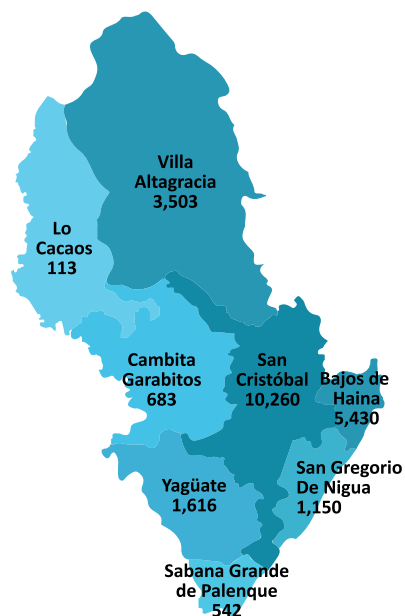 Villa
Altagracia
3,503
Lo
Cacaos
113
Cambita
Garabitos
683
San
Cristóbal
10,260
Bajos de
Haina
5,430
San Gregorio
De Nigua
1,150
Yagüate
1,616
Sabana Grande
de Palenque
542